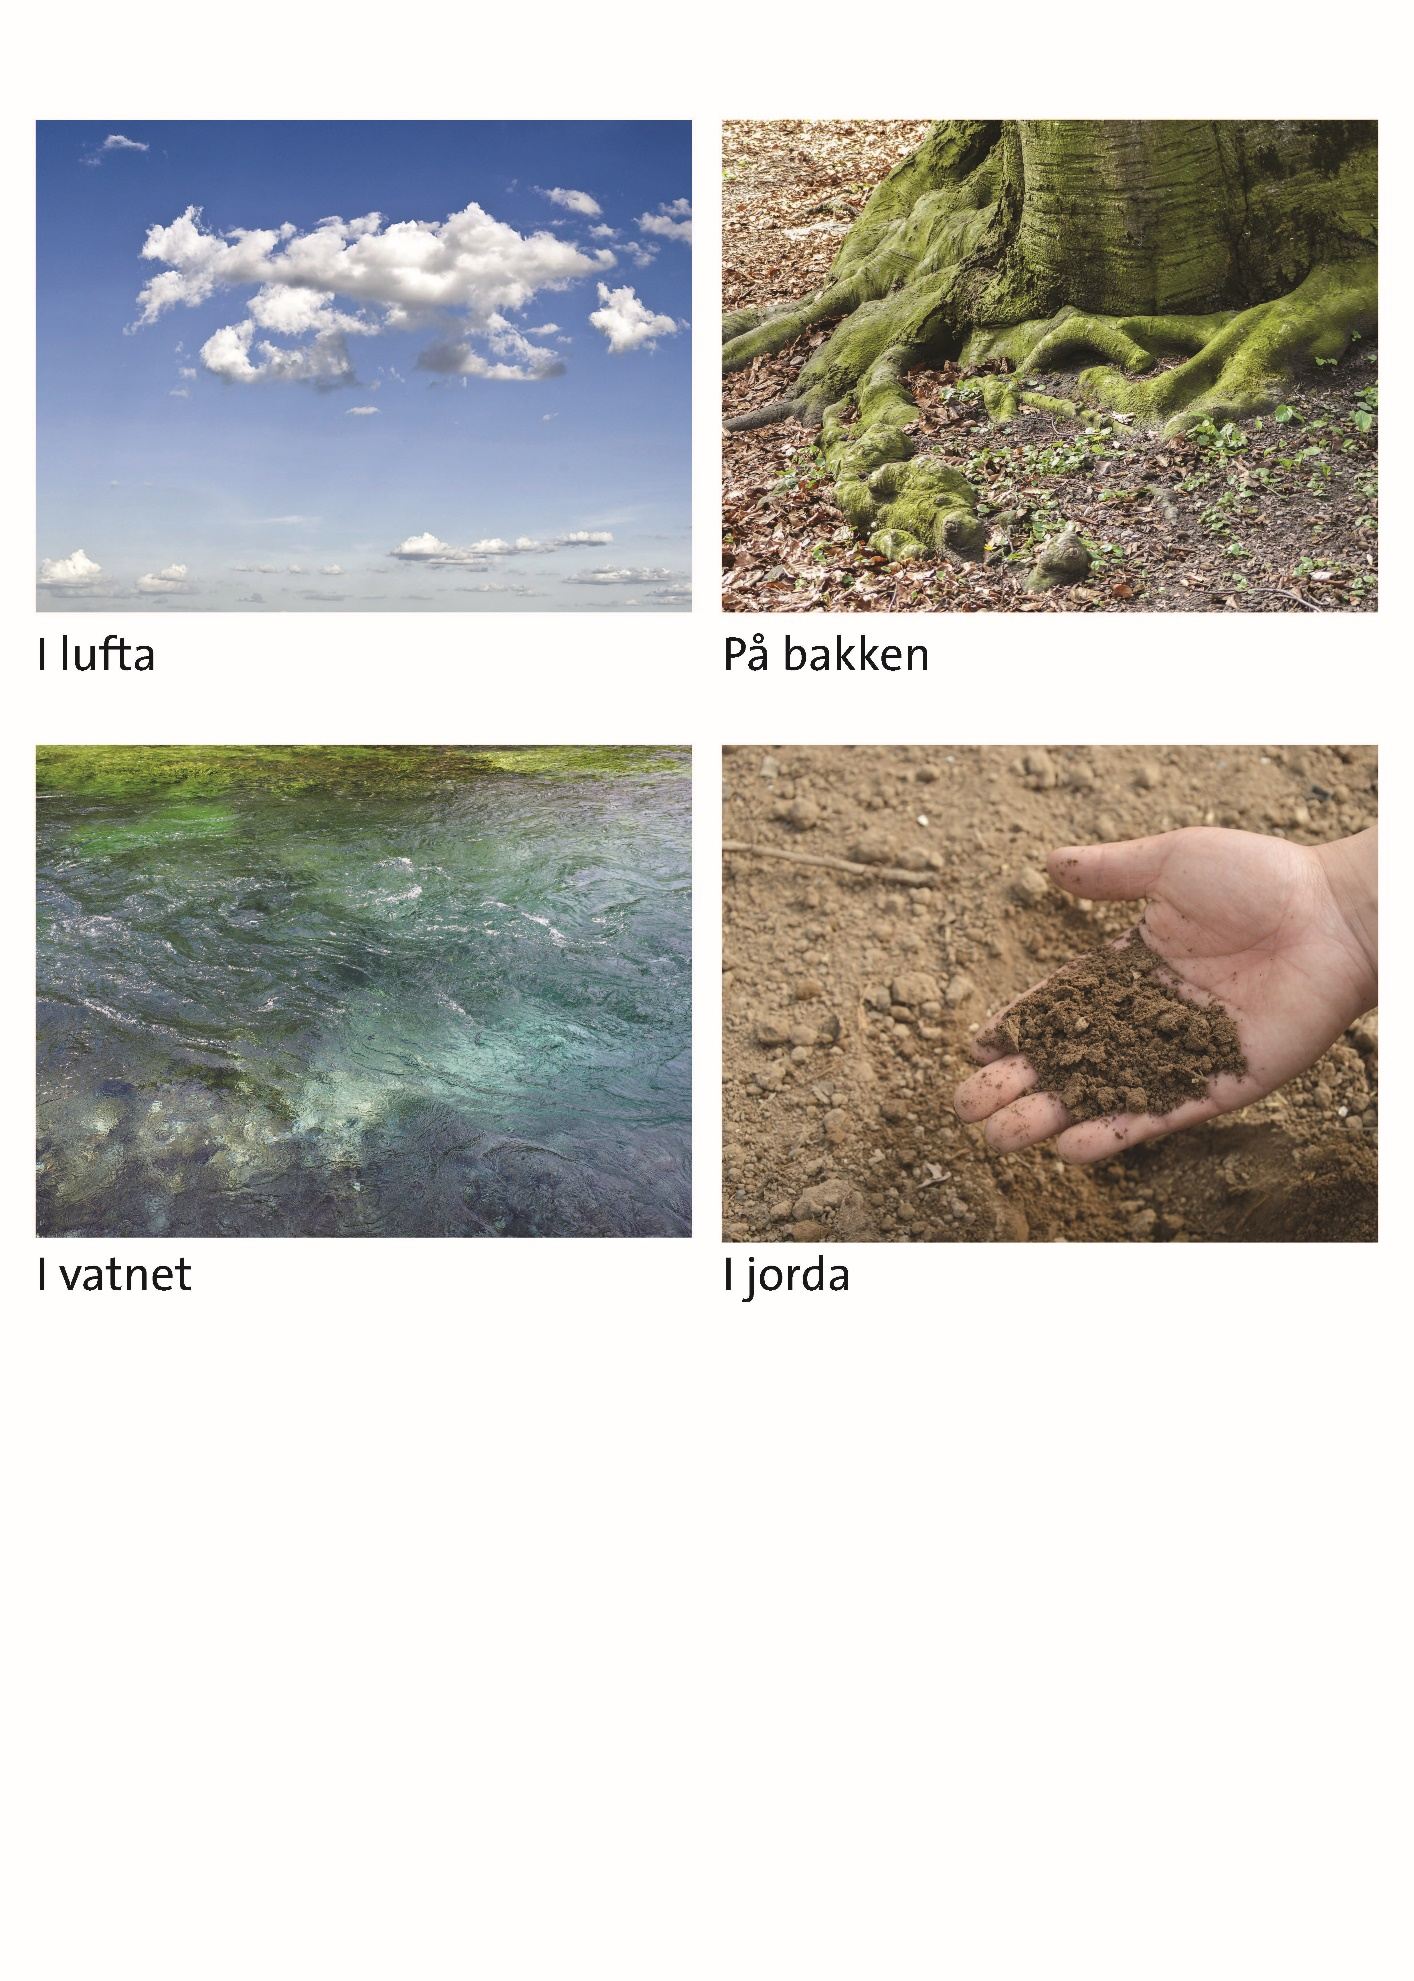 I lufta
På bakken
I vatnet
I jorda